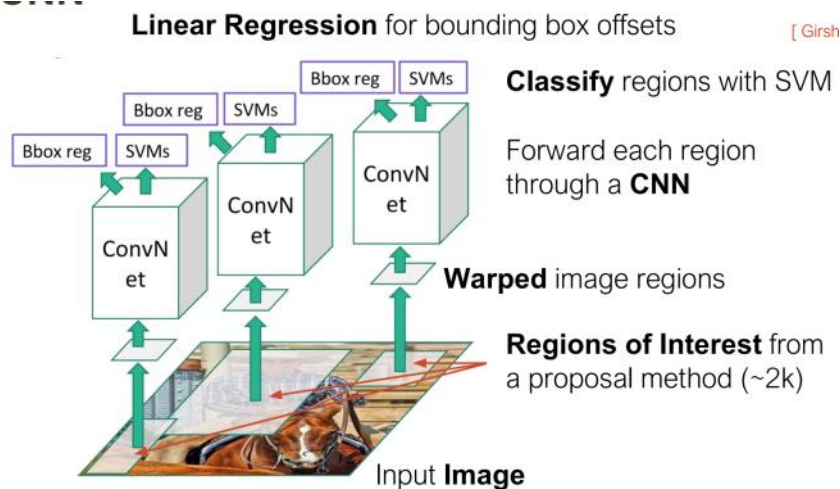 CNN
Linear Regression for bounding box offsets
[ Girsh
Bbox reg
SVMs
Classify regions with SVM
Bbox reg
SVMs
Bbox reg
SVMs
Forward each region
through a CNN
ConvN
et
ConvN
et
ConvN
et
Warped image regions
Regions of Interest from
a proposal method (~2k)
Input Image